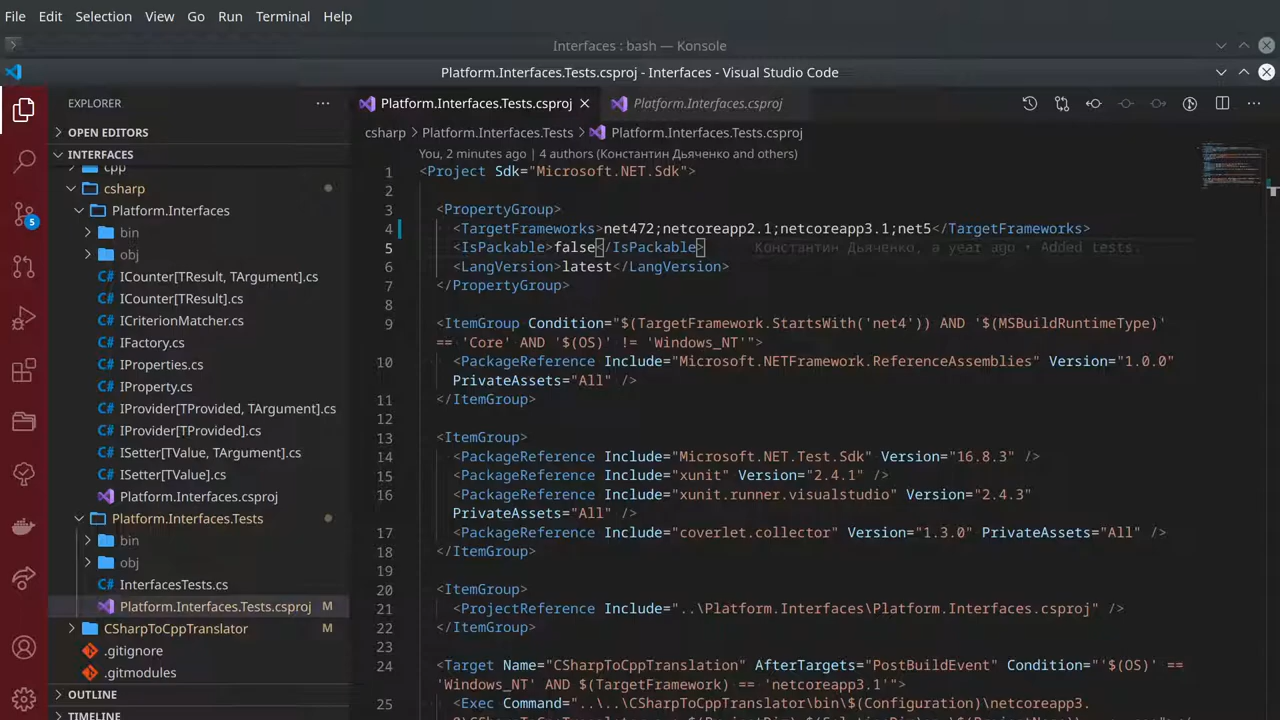 File Edit Selection View Go Run Terminal Help
Interfaces : bash — Konsole
Platform.Interfaces.Tests.csproj - Interfaces - Visual Studio Code
EXPLORER
OPEN EDITORS
INTERFACES
cpp
csharp
Platform.Interfaces
bin
obj
C# ICounter[TResult, TArgument].cs
C# ICounter[TResult].cs
C# ICriterionMatcher.cs
C# IFactory.cs
C# IProperties.cs
C# IProperty.cs
C# IProvider[TProvided, TArgument].cs
C# IProvider[TProvided].cs
C# ISetter[TValue, TArgument].cs
C# ISetter[TValue].cs
Platform.Interfaces.csproj
Platform.Interfaces.Tests
bin
obj
C# InterfacesTests.cs
Platform.Interfaces.Tests.csproj M
CSharpToCppTranslator M
.gitignore
.gitmodules
OUTLINE
TIMELINE
5
Platform.Interfaces.Tests.csproj Platform.Interfaces.csproj
csharp > Platform.Interfaces.Tests > Platform.Interfaces.Tests.csproj
You, 2 minutes ago | 4 authors (Константин Дьяченко and others)
1 <Project Sdk="Microsoft.NET.Sdk">
2
3 <PropertyGroup>
4 <TargetFrameworks>net472;netcoreapp2.1;netcoreapp3.1;net5</TargetFrameworks>
5 <IsPackable>false</IsPackable> Константин Дьяченко, a year ago • Added tests.
6 <LangVersion>latest</LangVersion>
7 </PropertyGroup>
8
9 <ItemGroup Condition="$(TargetFramework.StartsWith('net4')) AND '$(MSBuildRuntimeType)'
== 'Core' AND '$(OS)' != 'Windows_NT'">
10 <PackageReference Include="Microsoft.NETFramework.ReferenceAssemblies" Version="1.0.0"
PrivateAssets="All" />
11 </ItemGroup>
12
13 <ItemGroup>
14 <PackageReference Include="Microsoft.NET.Test.Sdk" Version="16.8.3" />
15 <PackageReference Include="xunit" Version="2.4.1" />
16 <PackageReference Include="xunit.runner.visualstudio" Version="2.4.3"
PrivateAssets="All" />
17 <PackageReference Include="coverlet.collector" Version="1.3.0" PrivateAssets="All" />
18 </ItemGroup>
19
20 <ItemGroup>
21 <ProjectReference Include="..\Platform.Interfaces\Platform.Interfaces.csproj" />
22 </ItemGroup>
23
24 <Target Name="CSharpToCppTranslation" AfterTargets="PostBuildEvent" Condition="'$(OS)' ==
'Windows_NT' AND $(TargetFramework) == 'netcoreapp3.1'">
25 <Exec Command="..\..\CSharpToCppTranslator\bin\$(Configuration)\netcoreapp3.